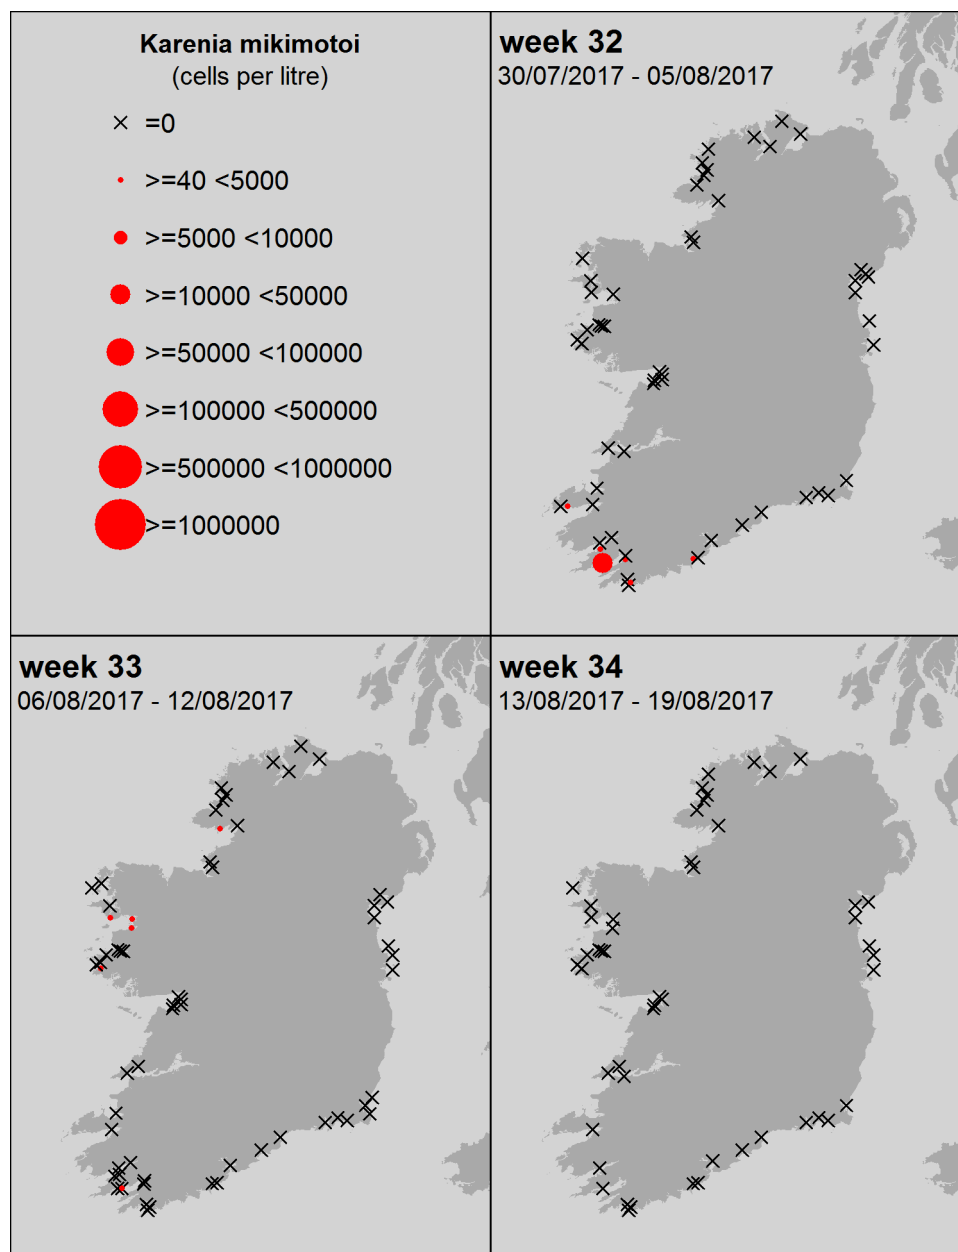 Karenia mikimotoi
(cells per litre)
=0
>=40 <5000
>=5000 <10000
>=10000 <50000
>=50000 <100000
>=100000 <500000
>=500000 <1000000
>=1000000
week 32
30/07/2017 - 05/08/2017
week 33
06/08/2017 - 12/08/2017
week 34
13/08/2017 - 19/08/2017